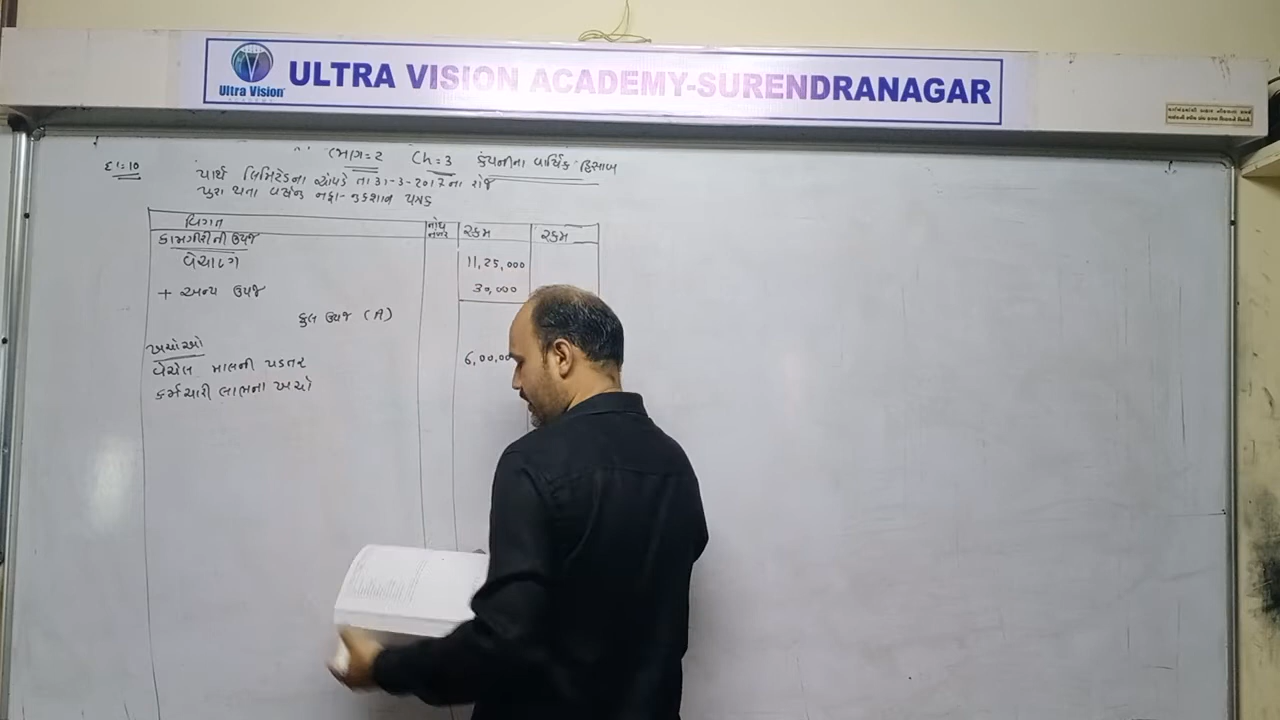 Ultra Vision
ACADEMY
ULTRA VISION ACADEMY-SURENDRANAGAR
ભાગ=2 Ch=3 કંપનીના વાર્ષિક હિસાબ
દા:10
પાર્થ લિમિટેડના ચોપડે તા 31-3-2017ના રોજ
પુરા થતા વર્ષનું નફા-નુકશાન પત્રક
વિગત નોંધ નંબર રકમ રકમ
કામગીરીની ઉપજ
વેચાણ 11,25,000
+ અન્ય ઉપજ 30,000
કુલ ઉપજ (A)
ખર્ચાઓ
વેચેલ માલની પડતર 6,00,00
કર્મચારી લાભના ખર્ચા